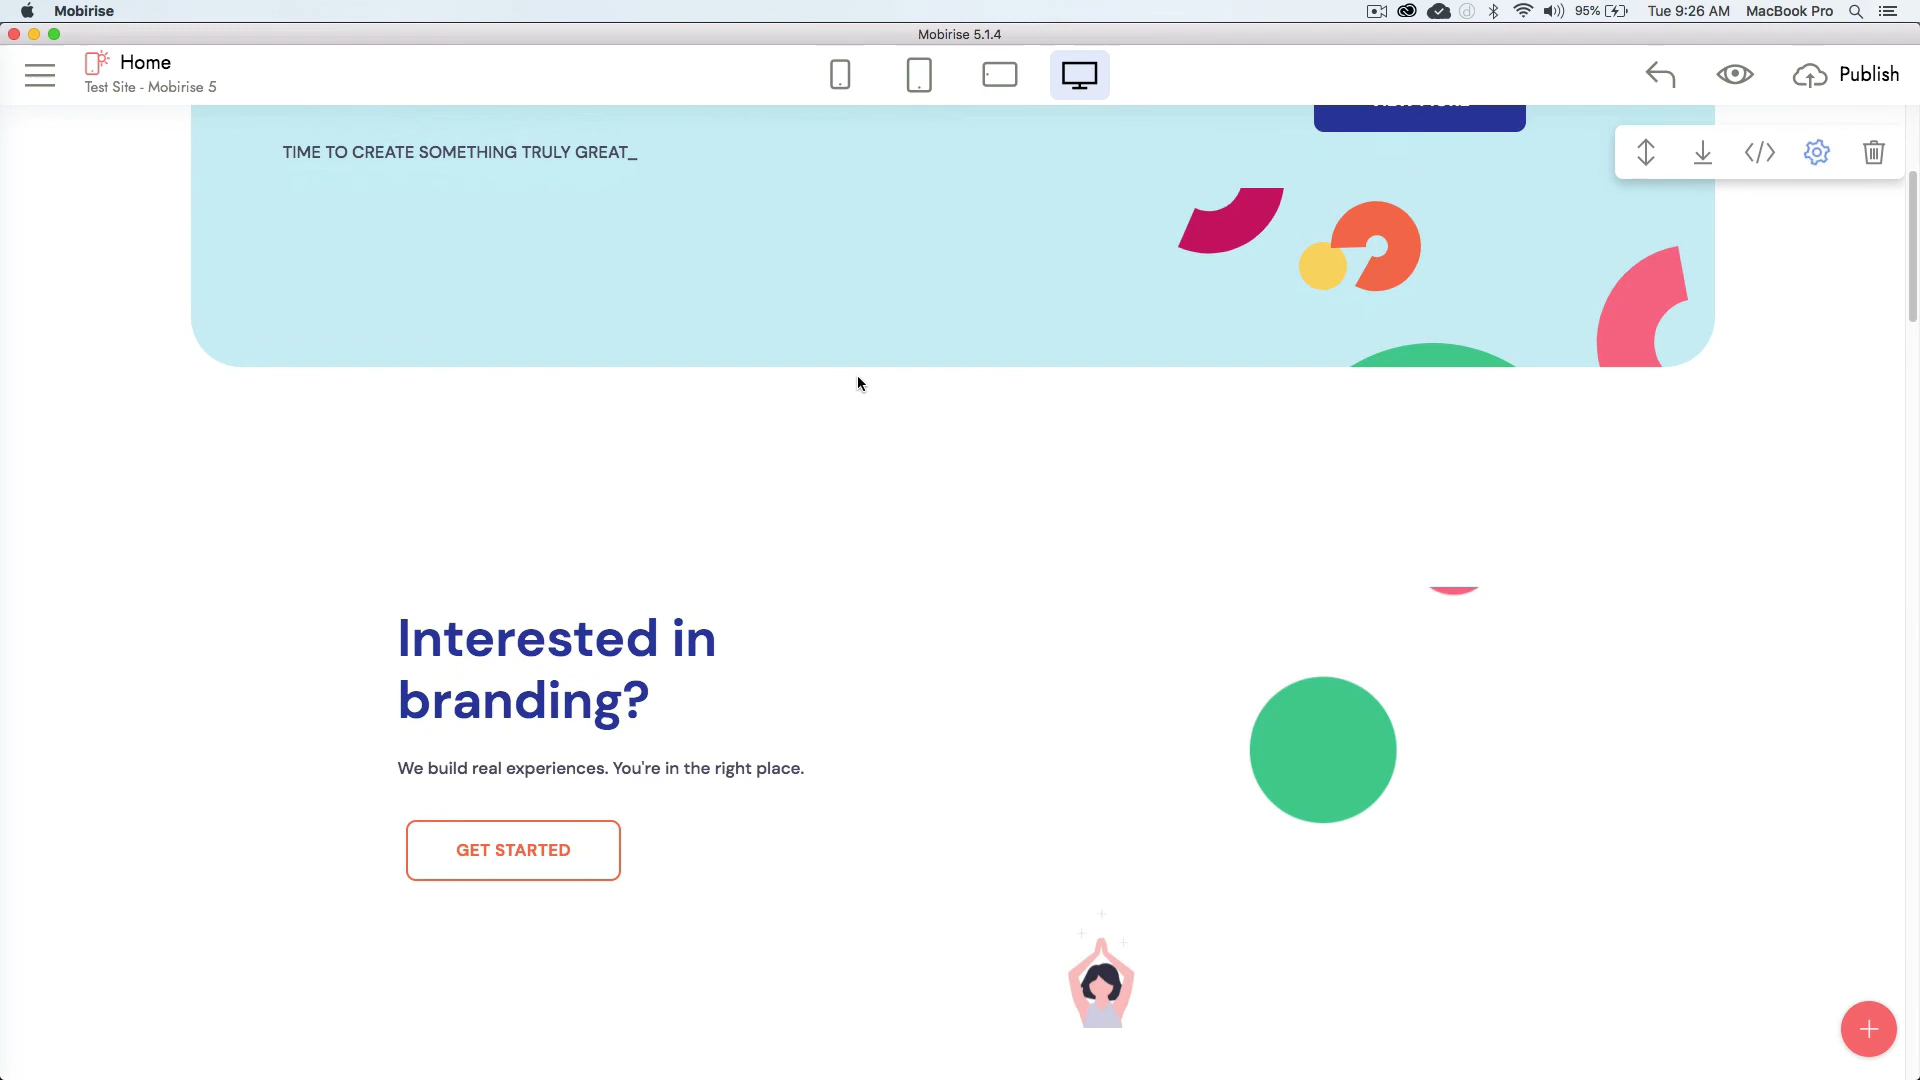 Mobirise
95%
Tue 9:26 AM
MacBook Pro
Mobirise 5.1.4
Home
Test Site - Mobirise 5
Publish
TIME TO CREATE SOMETHING TRULY GREAT_
Interested in
branding?
We build real experiences. You're in the right place.
GET STARTED